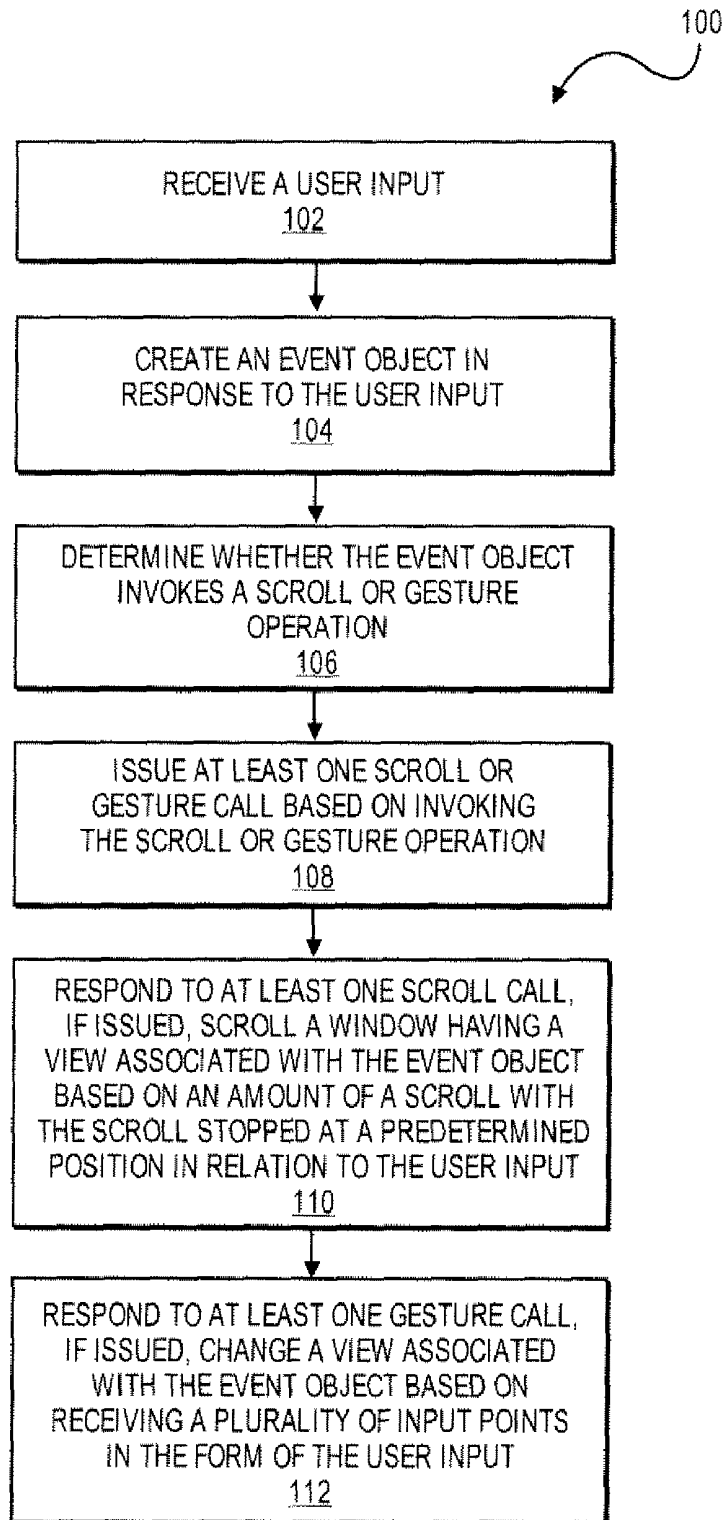 100
RECEIVE A USER INPUT
102
CREATE AN EVENT OBJECT IN
RESPONSE TO THE USER INPUT
104
DETERMINE WHETHER THE EVENT OBJECT
INVOKES A SCROLL OR GESTURE
OPERATION
106
ISSUE AT LEAST ONE SCROLL OR
GESTURE CALL BASED ON INVOKING
THE SCROLL OR GESTURE OPERATION
108
RESPOND TO AT LEAST ONE SCROLL CALL,
IF ISSUED, SCROLL A WINDOW HAVING A
VIEW ASSOCIATED WITH THE EVENT OBJECT
BASED ON AN AMOUNT OF A SCROLL WITH
THE SCROLL STOPPED AT A PREDETERMINED
POSITION IN RELATION TO THE USER INPUT
110
RESPOND TO AT LEAST ONE GESTURE CALL,
IF ISSUED, CHANGE A VIEW ASSOCIATED
WITH THE EVENT OBJECT BASED ON
RECEIVING A PLURALITY OF INPUT POINTS
IN THE FORM OF THE USER INPUT
112